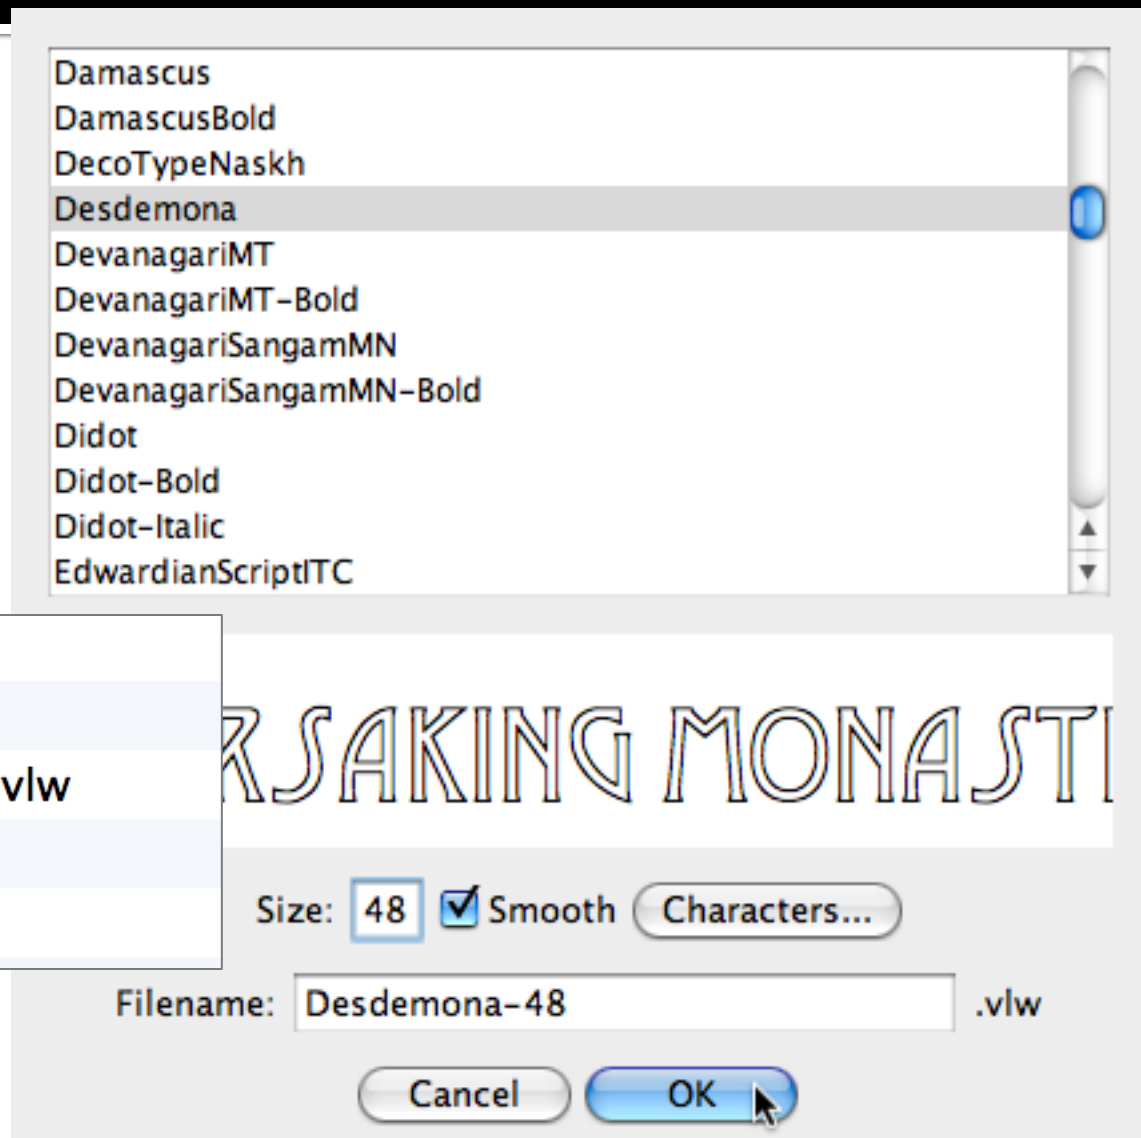 Damascus
DamascusBold
DecoTypeNaskh
Desdemona
DevanagariMT
DevanagariMT-Bold
DevanagariSangamMN
DevanagariSangamMN-Bold
Didot
Didot-Bold
Didot-Italic
EdwardianScriptITC
RSAKING MONAST
vlw
Size: 48 Smooth Characters...
Filename: Desdemona-48 .vlw
Cancel OK